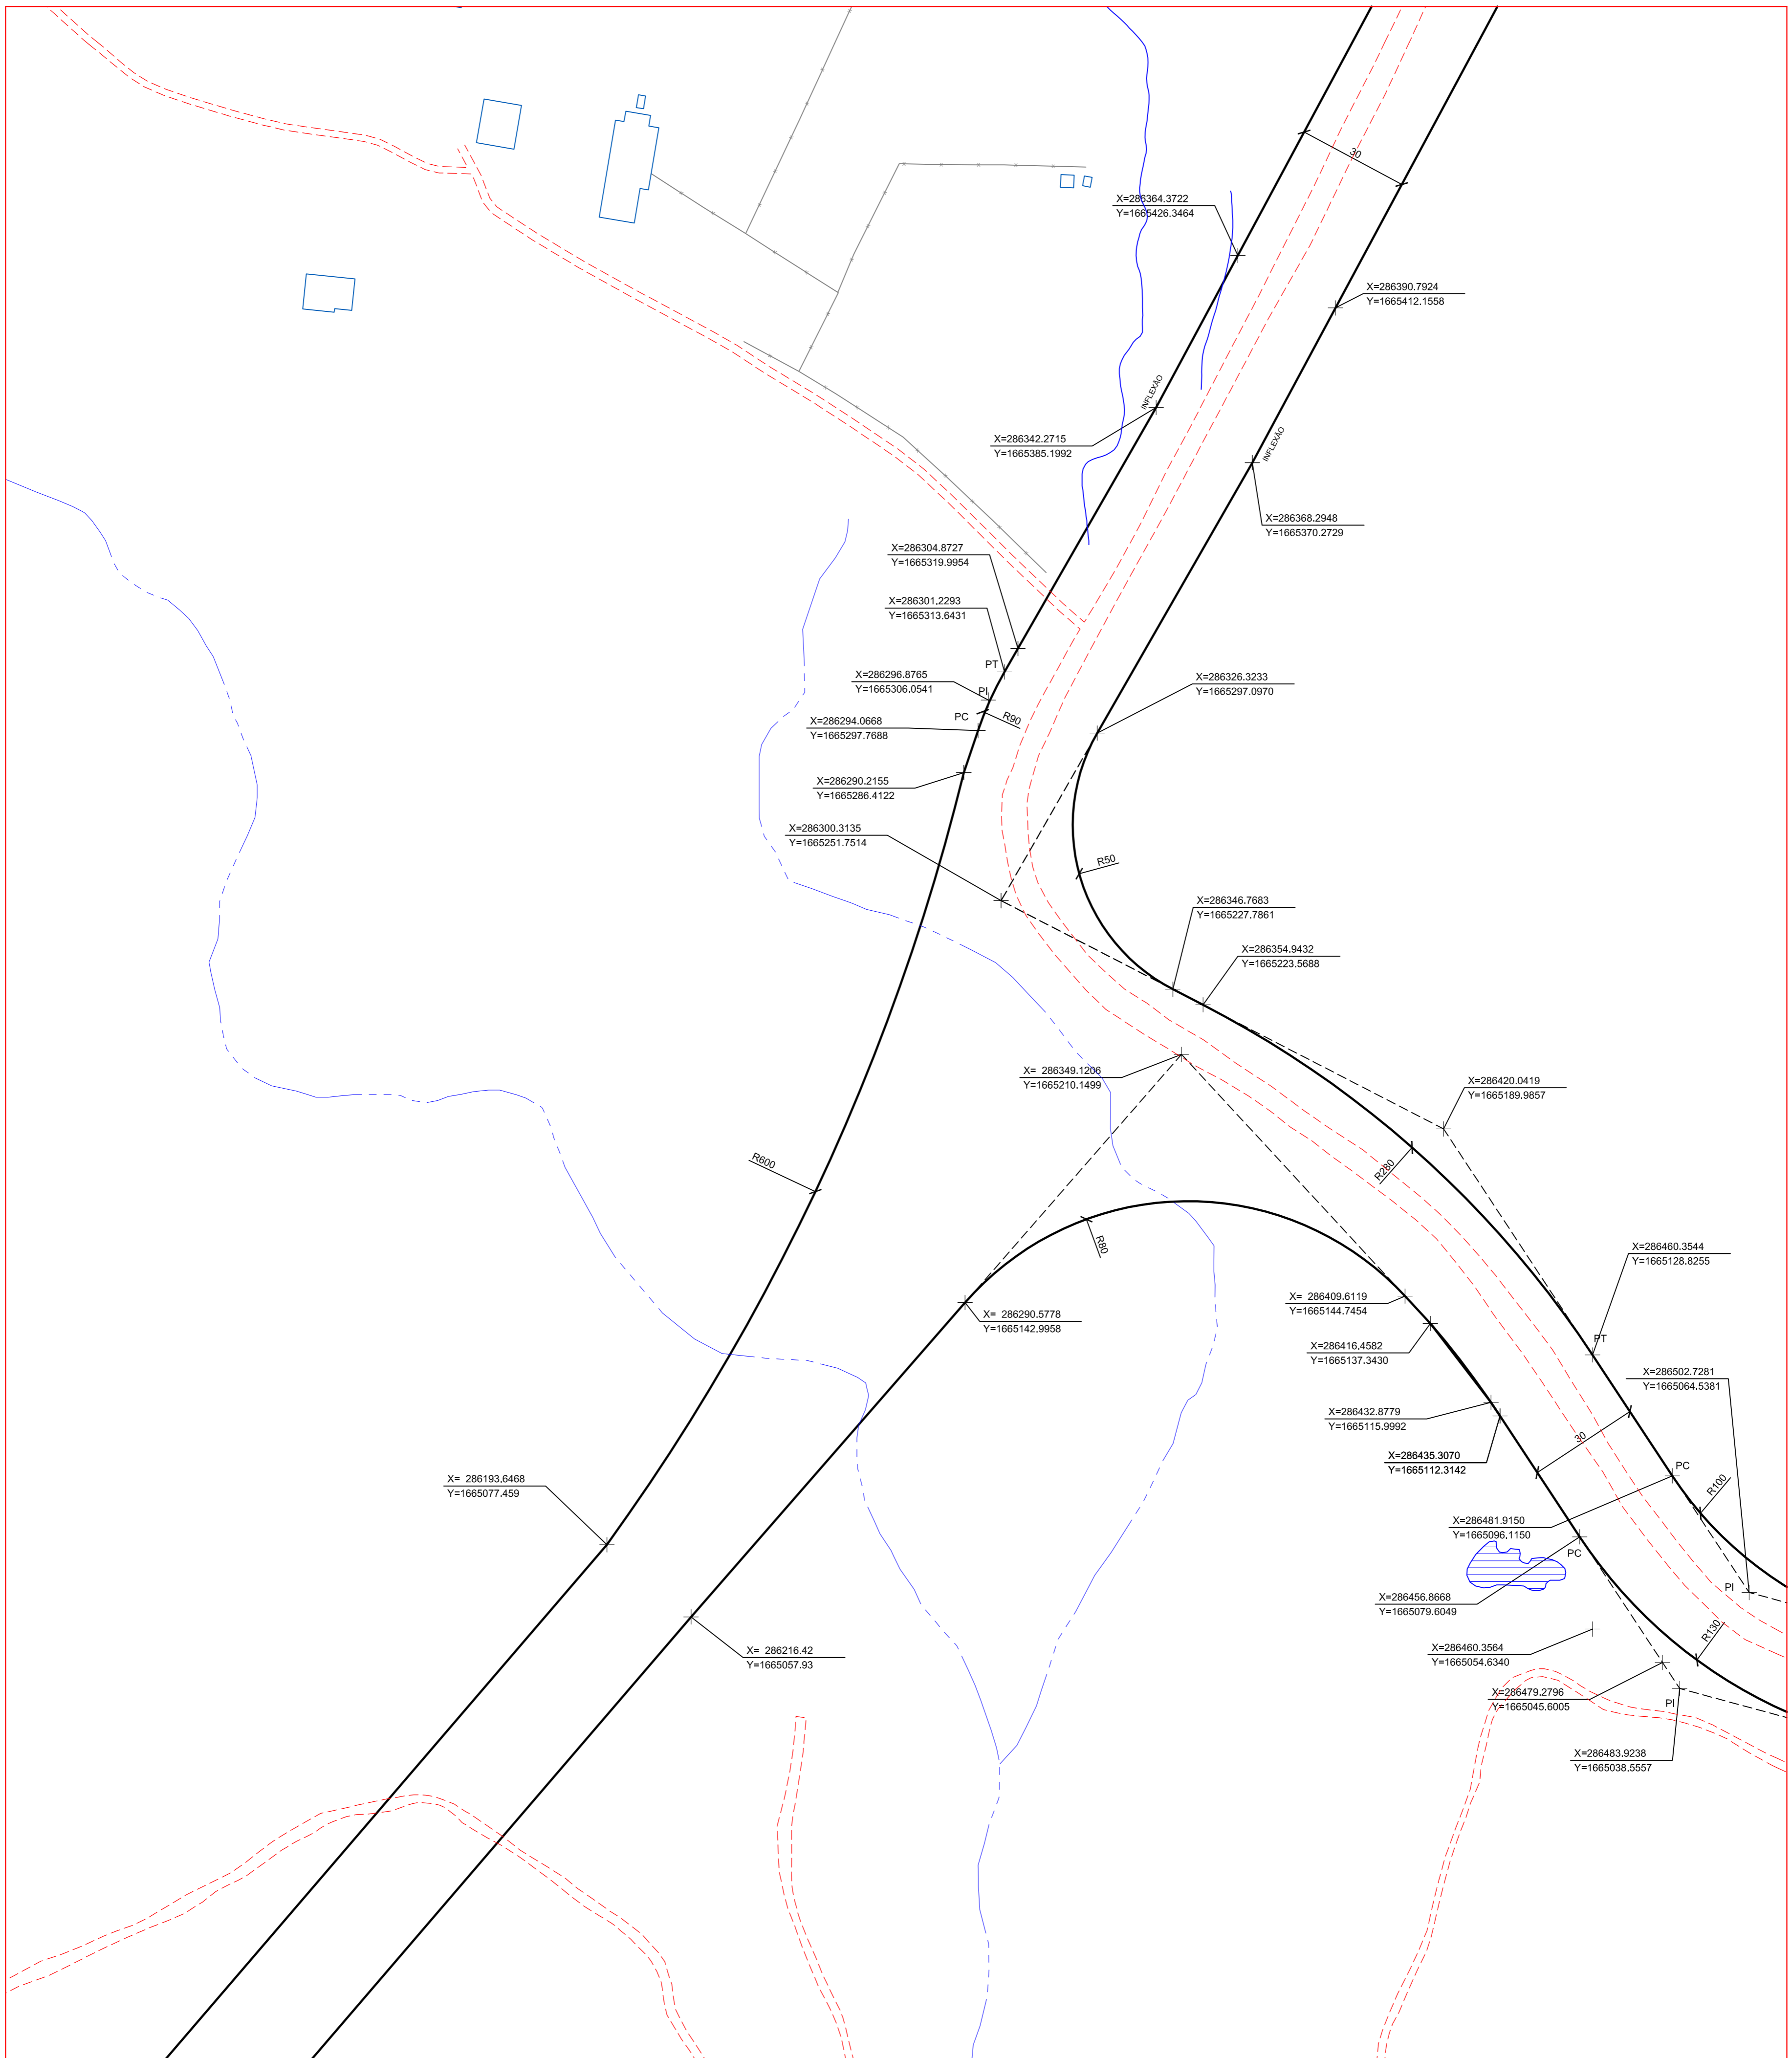 30
X=286364.3722
Y=1665426.3464
X=286390.7924
Y=1665412.1558
INFLEXÃO
X=286342.2715
Y=1665385.1992
INFLEXÃO
X=286368.2948
Y=1665370.2729
X=286304.8727
Y=1665319.9954
X=286301.2293
Y=1665313.6431
PT
X=286296.8765
Y=1665306.0541
PI
X=286326.3233
Y=1665297.0970
PC
R90
X=286294.0668
Y=1665297.7688
X=286290.2155
Y=1665286.4122
X=286300.3135
Y=1665251.7514
R50
X=286346.7683
Y=1665227.7861
X=286354.9432
Y=1665223.5688
X= 286349.1206
Y=1665210.1499
X=286420.0419
Y=1665189.9857
R600
R280
R80
X=286460.3544
Y=1665128.8255
X= 286409.6119
Y=1665144.7454
X= 286290.5778
Y=1665142.9958
PT
X=286416.4582
Y=1665137.3430
X=286502.7281
Y=1665064.5381
X=286432.8779
Y=1665115.9992
30
X=286435.3070
Y=1665112.3142
PC
X= 286193.6468
Y=1665077.459
R100
X=286481.9150
Y=1665096.1150
PC
PI
X=286456.8668
Y=1665079.6049
R130
X= 286216.42
Y=1665057.93
X=286460.3564
Y=1665054.6340
X=286479.2796
Y=1665045.6005
PI
X=286483.9238
Y=1665038.5557